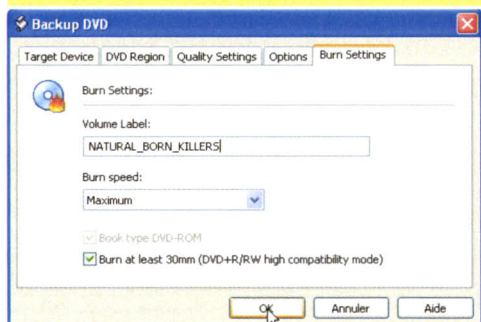 Backup DVD
Target Device DVD Region Quality Settings Options Burn Settings
Burn Settings:
Volume Label:
NATURAL_BORN_KILLERS
Burn speed:
Maximum
Book type DVD-ROM
Burn at least 30mm (DVD+R/RW high compatibility mode)
OK Annuler Aide